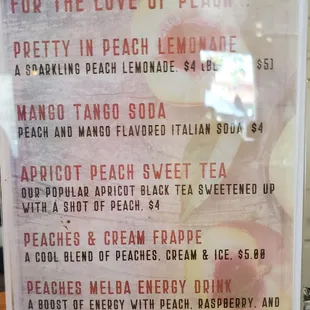 FOR THE LOVE OF PEACH...
PRETTY IN PEACH LEMONADE
A SPARKLING PEACH LEMONADE. $4 $5)
MANGO TANGO SODA
PEACH AND MANGO FLAVORED ITALIAN SODA. $4
APRICOT PEACH SWEET TEA
OUR POPULAR APRICOT BLACK TEA SWEETENED UP
WITH A SHOT OF PEACH. $4
PEACHES & CREAM FRAPPE
A COOL BLEND OF PEACHES, CREAM & ICE. $5.00
PEACHES MELBA ENERGY DRINK
A BOOST OF ENERGY WITH PEACH, RASPBERRY, AND